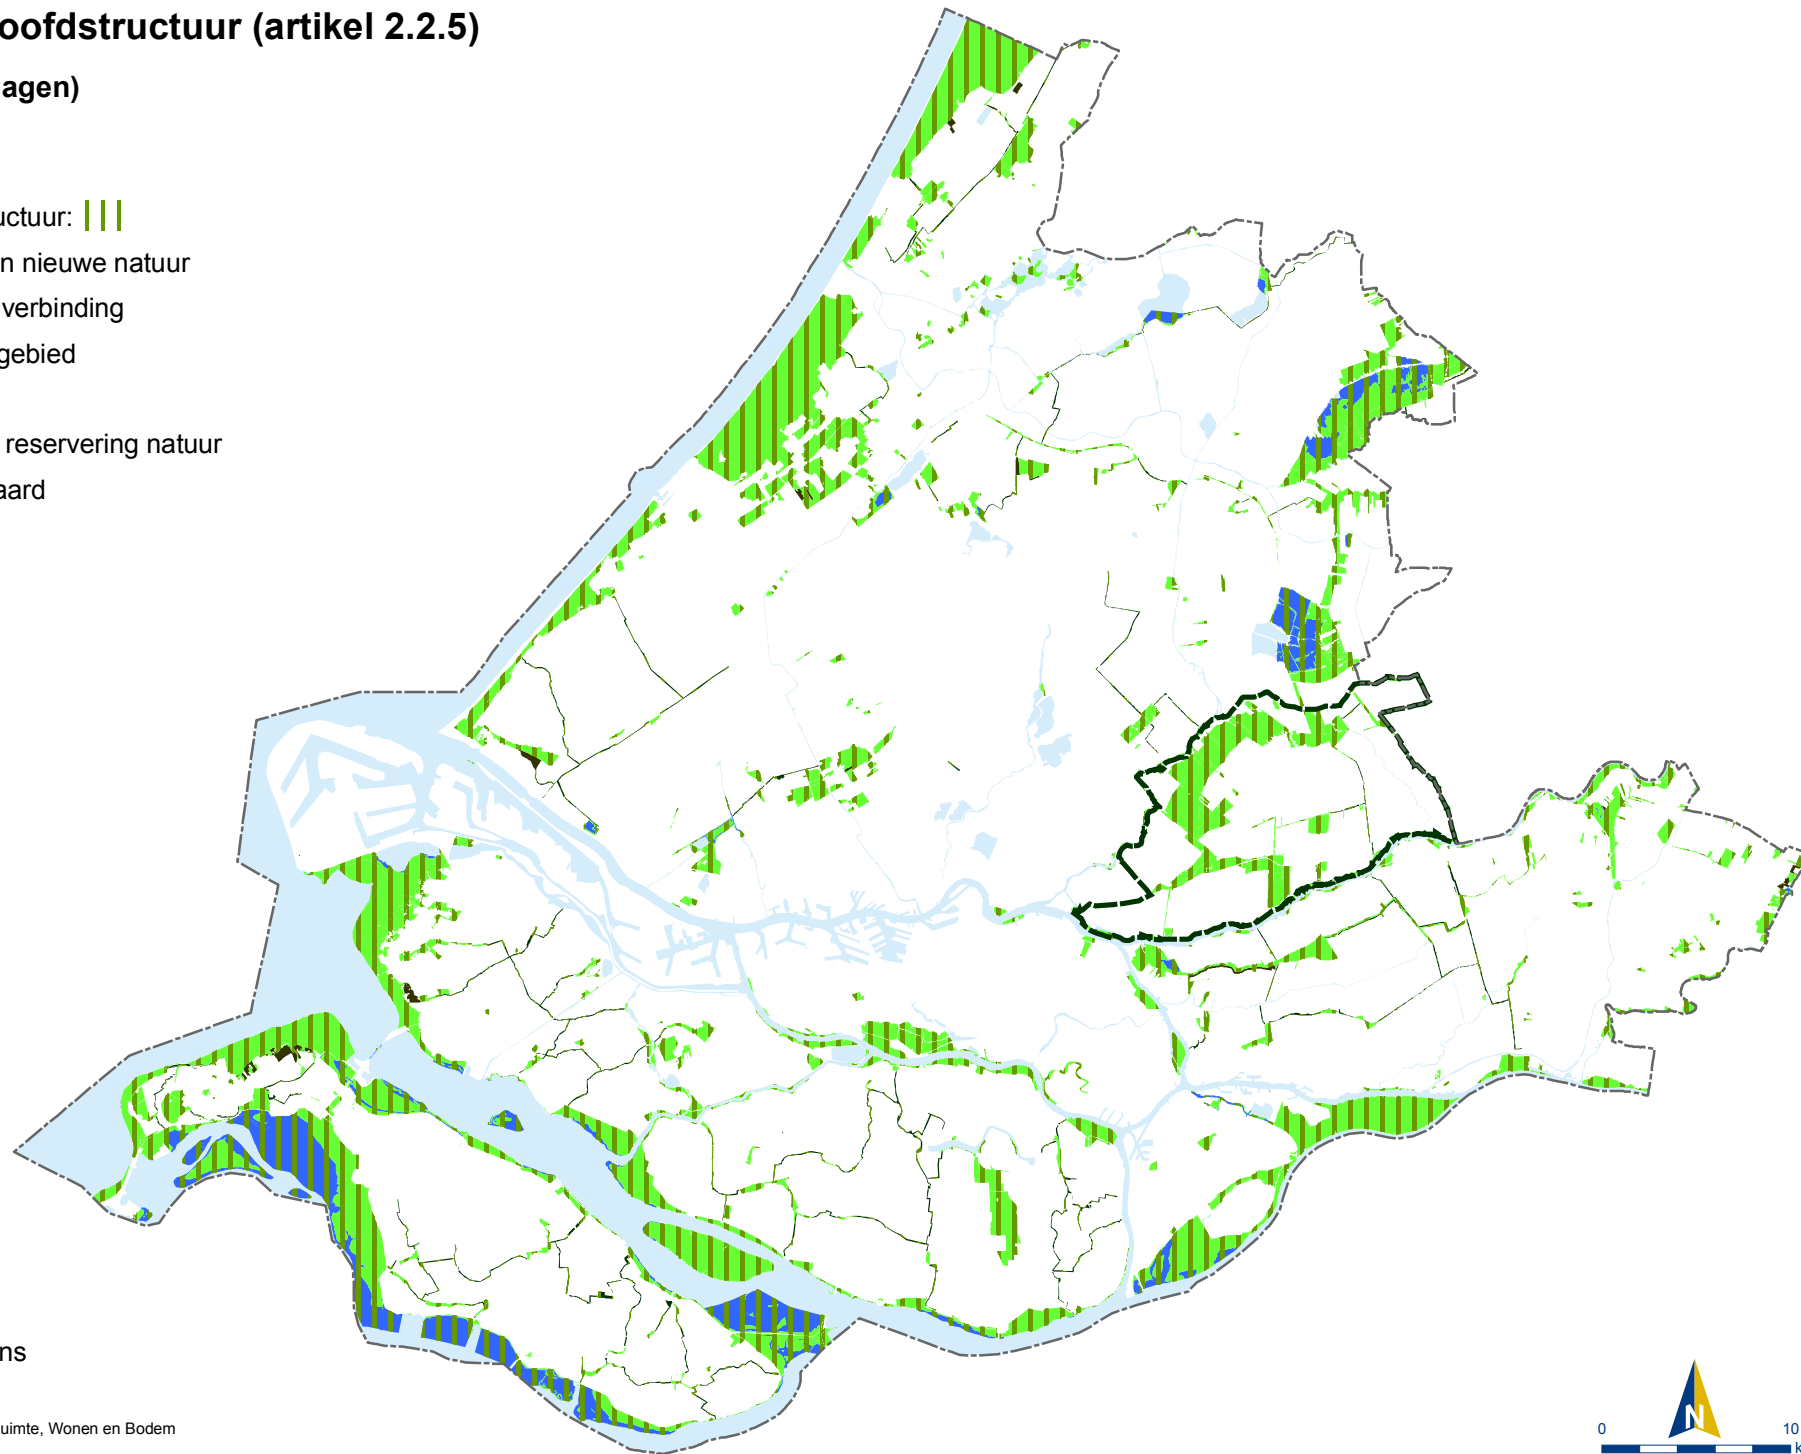 oofdstructuur (artikel 2.2.5)
agen)
uctuur:
n nieuwe natuur
verbinding
gebied
reservering natuur
aard
ns
uimte, Wonen en Bodem
N
0 10
k